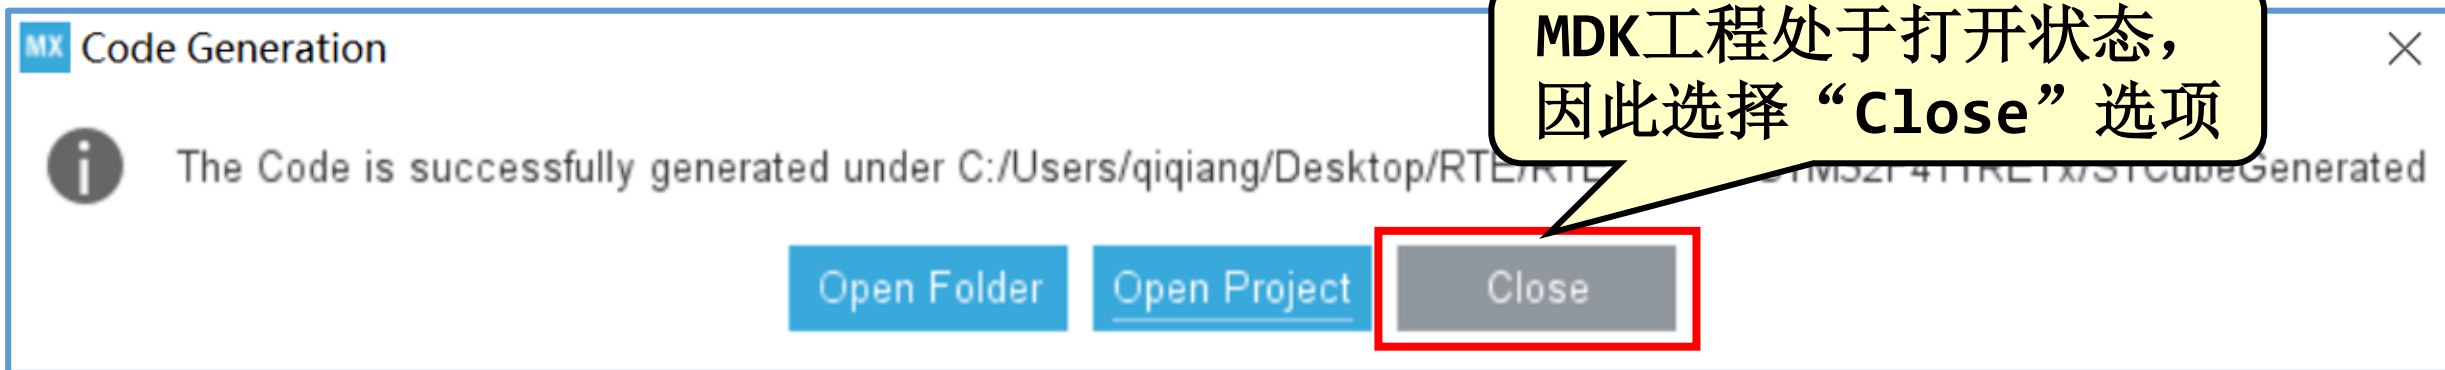 MX Code Generation
MDK工程处于打开状态，
因此选择“Close”选项
The Code is successfully generated under C:/Users/qiqiang/Desktop/RTE/
Open Folder Open Project Close